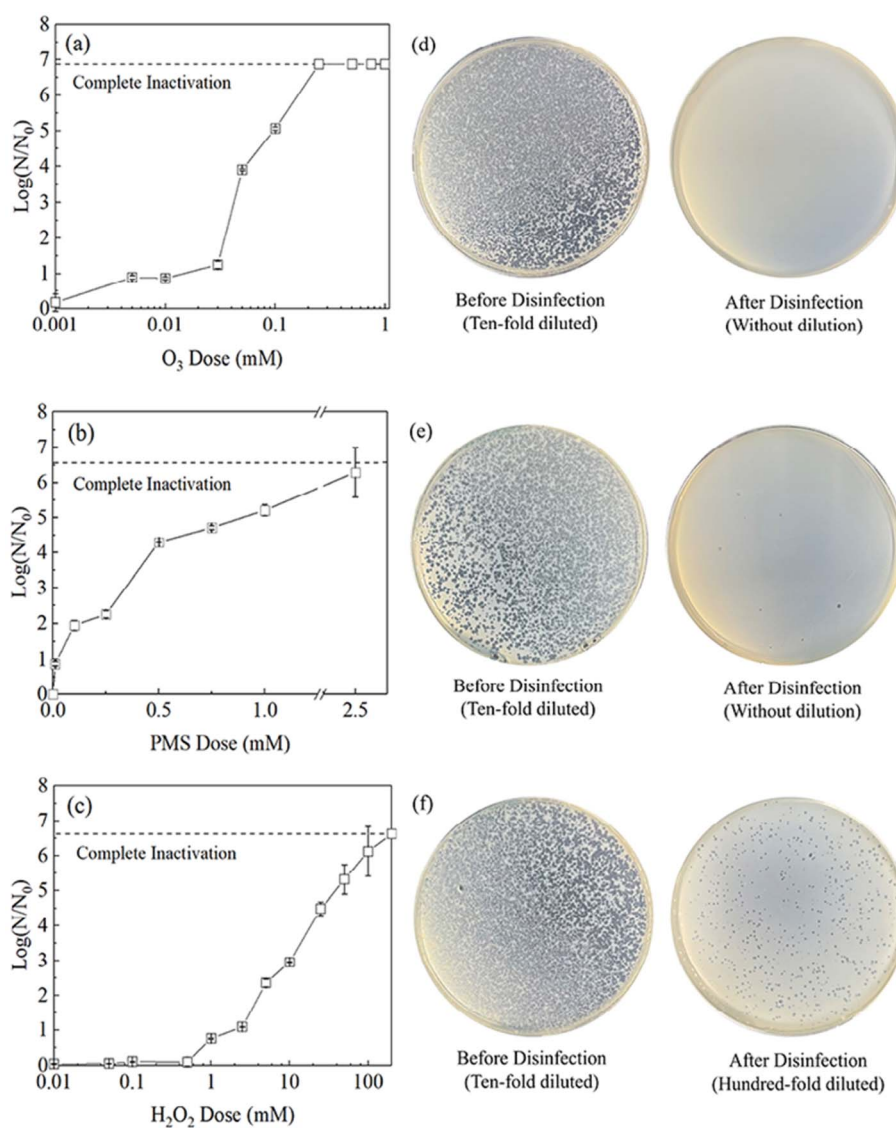 (a)
8
7
6
5
4
3
2
1
0
Log(N/N₀)
Complete Inactivation
0.001 0.01 0.1 1
O₃ Dose (mM)
(d)
Before Disinfection
(Ten-fold diluted)
After Disinfection
(Without dilution)
(b)
8
7
6
5
4
3
2
1
0
Log(N/N₀)
Complete Inactivation
0.0 0.5 1.0 2.5
PMS Dose (mM)
(e)
Before Disinfection
(Ten-fold diluted)
After Disinfection
(Without dilution)
(c)
8
7
6
5
4
3
2
1
0
Log(N/N₀)
Complete Inactivation
0.01 0.1 1 10 100
H₂O₂ Dose (mM)
(f)
Before Disinfection
(Ten-fold diluted)
After Disinfection
(Hundred-fold diluted)